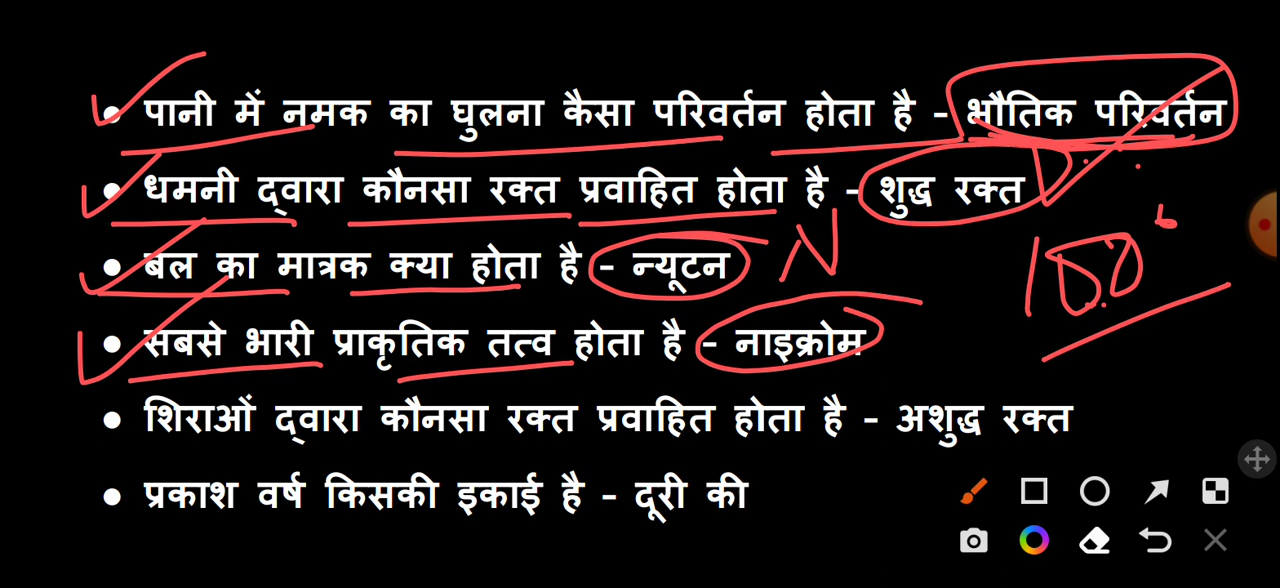 • पानी में नमक का घुलना कैसा परिवर्तन होता है - भौतिक परिवर्तन
• धमनी द्वारा कौनसा रक्त प्रवाहित होता है - शुद्ध रक्त
• बल का मात्रक क्या होता है - न्यूटन N
• सबसे भारी प्राकृतिक तत्व होता है - नाइक्रोम
• शिराओं द्वारा कौनसा रक्त प्रवाहित होता है - अशुद्ध रक्त
• प्रकाश वर्ष किसकी इकाई है - दूरी की